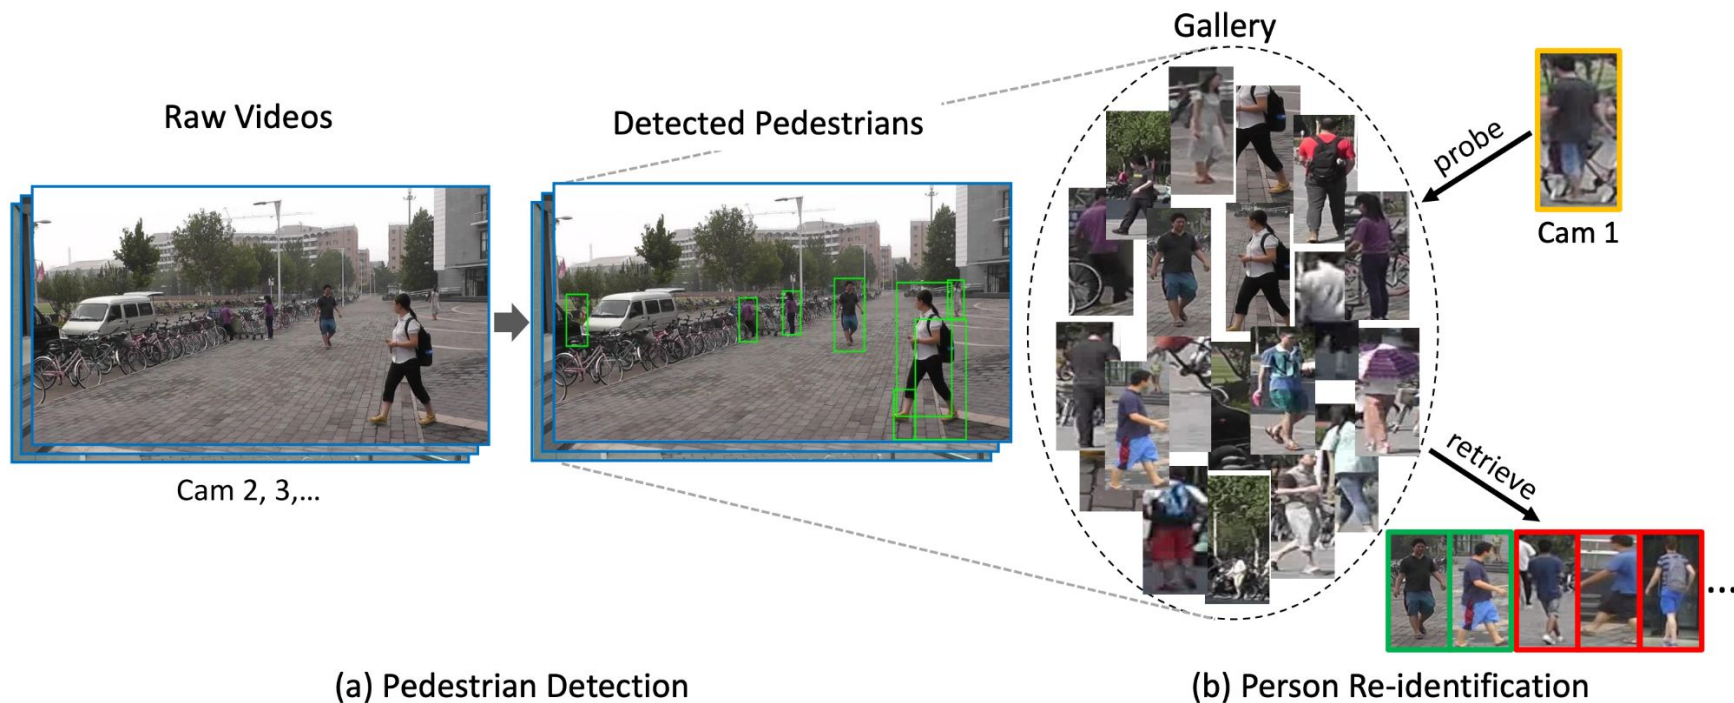 Gallery
Raw Videos
Detected Pedestrians
probe
Cam 1
retrieve
Cam 2, 3,...
...
(a) Pedestrian Detection
(b) Person Re-identification